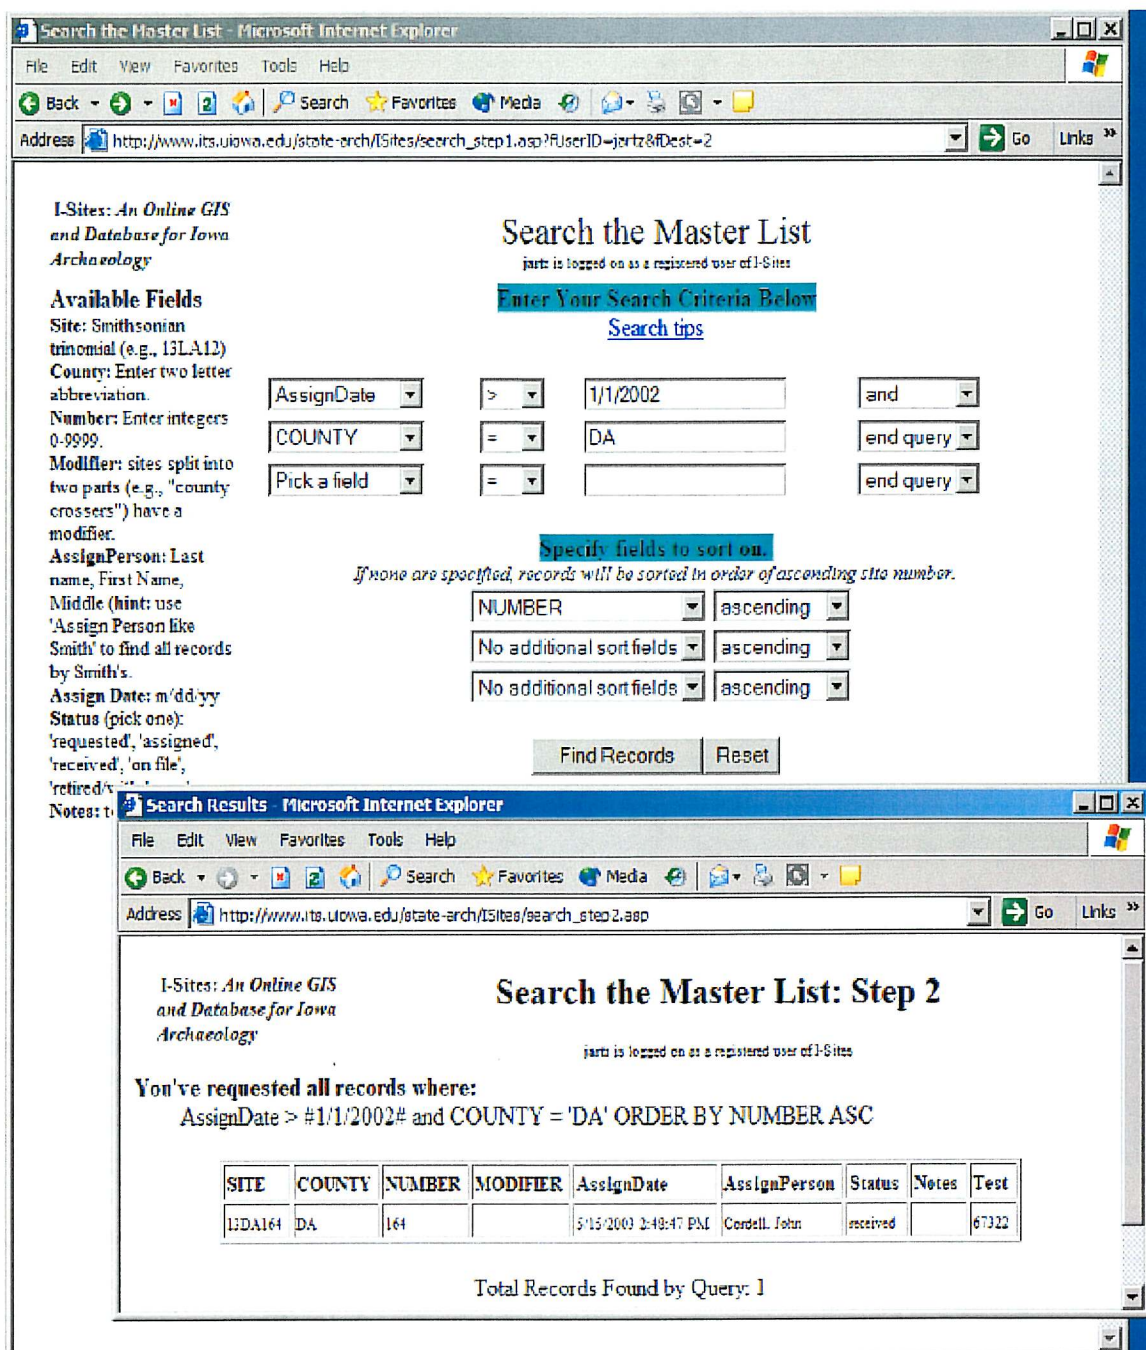 Search the Master List - Microsoft Internet Explorer
File Edit View Favorites Tools Help
Back Search Favorites Media
Address http://www.its.uiowa.edu/state-arch/ISites/search_step1.asp?fUserID=jartz&fDest=2 Go Links »
I-Sites: An Online GIS
and Database for Iowa
Archaeology
Search the Master List
jartz is logged on as a registered user of I-Sites
Enter Your Search Criteria Below
Search tips
Available Fields
Site: Smithsonian
trinomial (e.g., 13LA12)
County: Enter two letter
abbreviation.
Number: Enter integers
0-9999.
Modifier: sites split into
two parts (e.g., "county
crossers") have a
modifier.
AssignPerson: Last
name, First Name,
Middle (hint: use
'Assign Person like
Smith' to find all records
by Smith's.
Assign Date: m/dd/yy
Status (pick one):
'requested', 'assigned',
'received', 'on file',
Notes:
AssignDate > 1/1/2002 and
COUNTY = DA end query
Pick a field = end query
Specify fields to sort on.
If none are specified, records will be sorted in order of ascending site number.
NUMBER ascending
No additional sort fields ascending
No additional sort fields ascending
Find Records Reset
Search Results - Microsoft Internet Explorer
File Edit View Favorites Tools Help
Back Search Favorites Media
Address http://www.its.uiowa.edu/state-arch/ISites/search_step2.asp Go Links »
I-Sites: An Online GIS
and Database for Iowa
Archaeology
Search the Master List: Step 2
jartz is logged on as a registered user of I-Sites
You've requested all records where:
AssignDate > #1/1/2002# and COUNTY = 'DA' ORDER BY NUMBER ASC
SITE COUNTY NUMBER MODIFIER AssignDate AssignPerson Status Notes Test
13DA164 DA 164 5/15/2003 2:48:47 PM Cordell, John received 67322
Total Records Found by Query: 1